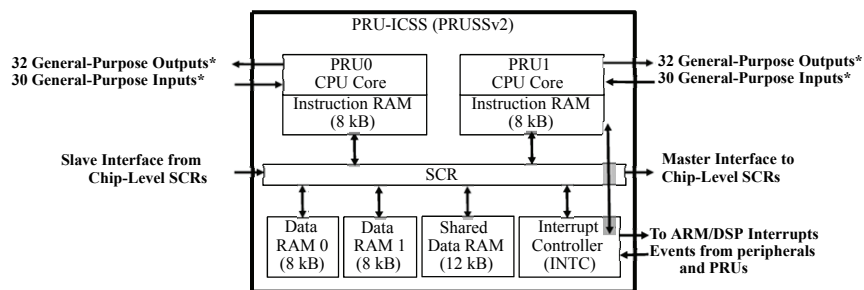 PRU-ICSS (PRUSSv2)
32 General-Purpose Outputs*
30 General-Purpose Inputs*
PRU0
CPU Core
Instruction RAM
(8 kB)
PRU1
CPU Core
Instruction RAM
(8 kB)
32 General-Purpose Outputs*
30 General-Purpose Inputs*
Slave Interface from
Chip-Level SCRs
SCR
Master Interface to
Chip-Level SCRs
Data
RAM 0
(8 kB)
Data
RAM 1
(8 kB)
Shared
Data RAM
(12 kB)
Interrupt
Controller
(INTC)
To ARM/DSP Interrupts
Events from peripherals
and PRUs